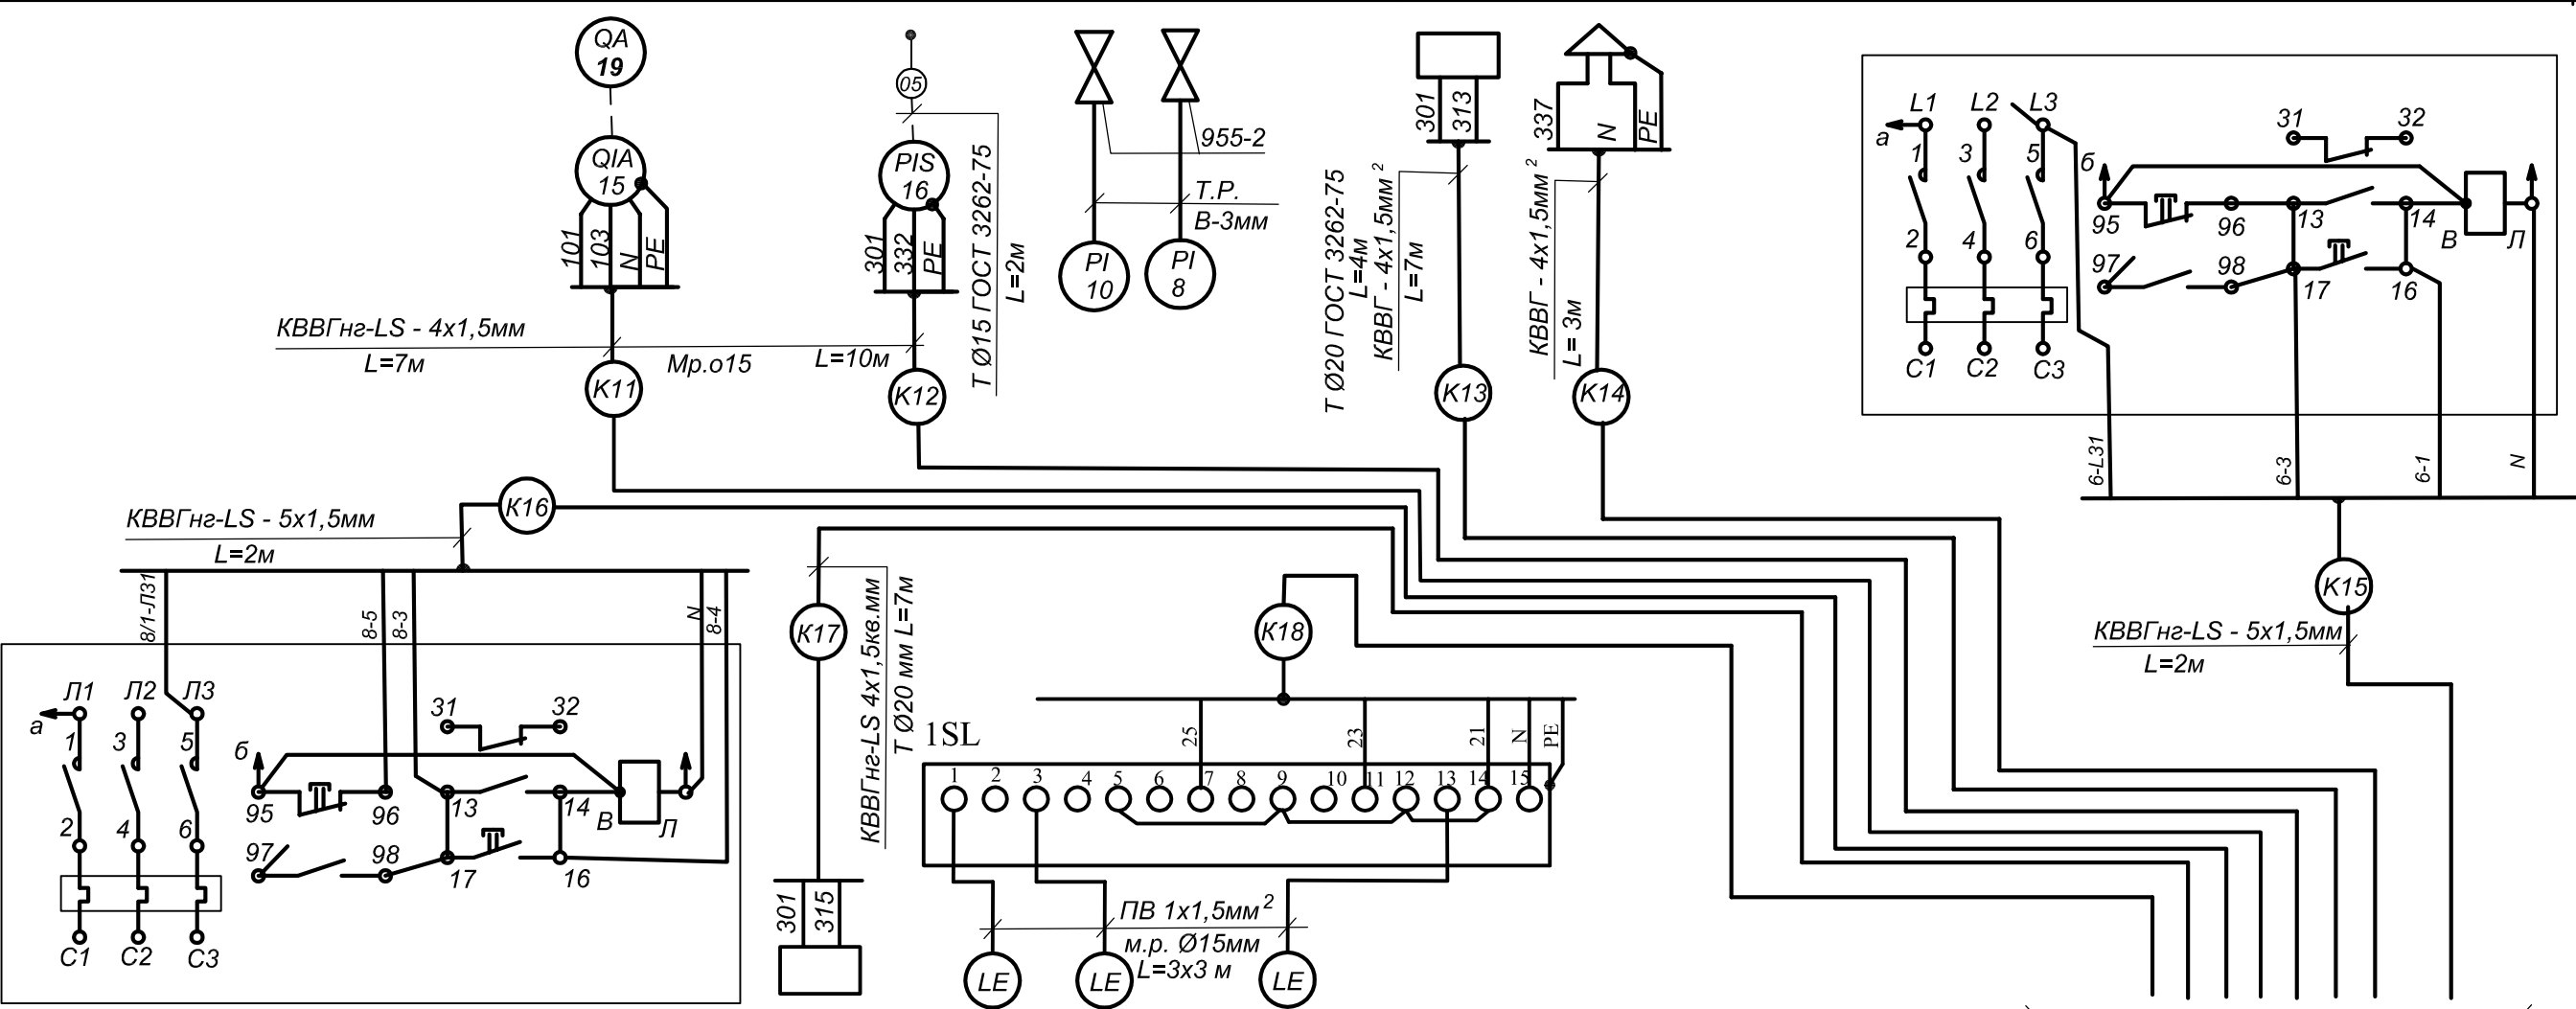 QA
19
QIA
15
101
103
N
PE
КВВГнг-LS - 4х1,5мм
L=7м
Мр.о15
L=10м
К11
05
PIS
16
301
332
PE
Т Ø15 ГОСТ 3262-75
L=2м
К12
955-2
Т.Р.
В-3мм
PI
10
PI
8
301
313
Т Ø20 ГОСТ 3262-75
L=4м
КВВГ - 4х1,5мм²
L=7м
К13
337
N
PE
КВВГ - 4х1,5мм²
L= 3м
К14
L1 L2 L3
а
1 3 5
2 4 6
C1 C2 C3
31 32
б
95 96 13 14 В Л
97 98 17 16
6-L31
6-3
6-1
N
К15
КВВГнг-LS - 5х1,5мм
L=2м
К16
КВВГнг-LS - 5х1,5мм
L=2м
8/1-Л31
8-5
8-3
N
8-4
Л1 Л2 Л3
а
1 3 5
2 4 6
C1 C2 C3
31 32
б
95 96 13 14 В Л
97 98 17 16
К17
КВВГнг-LS 4х1,5кв.мм
Т Ø20 мм L=7м
301
315
К18
1SL
25
23
21
N
PE
1 2 3 4 5 6 7 8 9 10 11 12 13 14 15
ПВ 1х1,5мм²
м.р. Ø15мм
L=3х3 м
LE
LE
LE